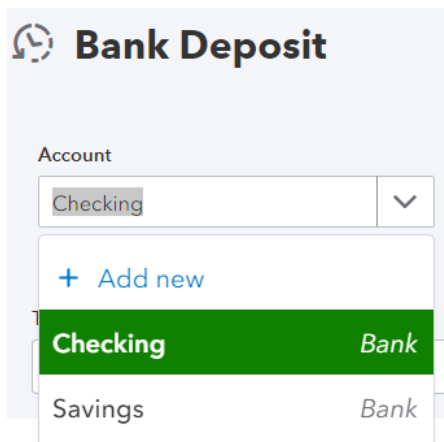 Bank Deposit
Account
Checking
+ Add new
Checking Bank
Savings Bank